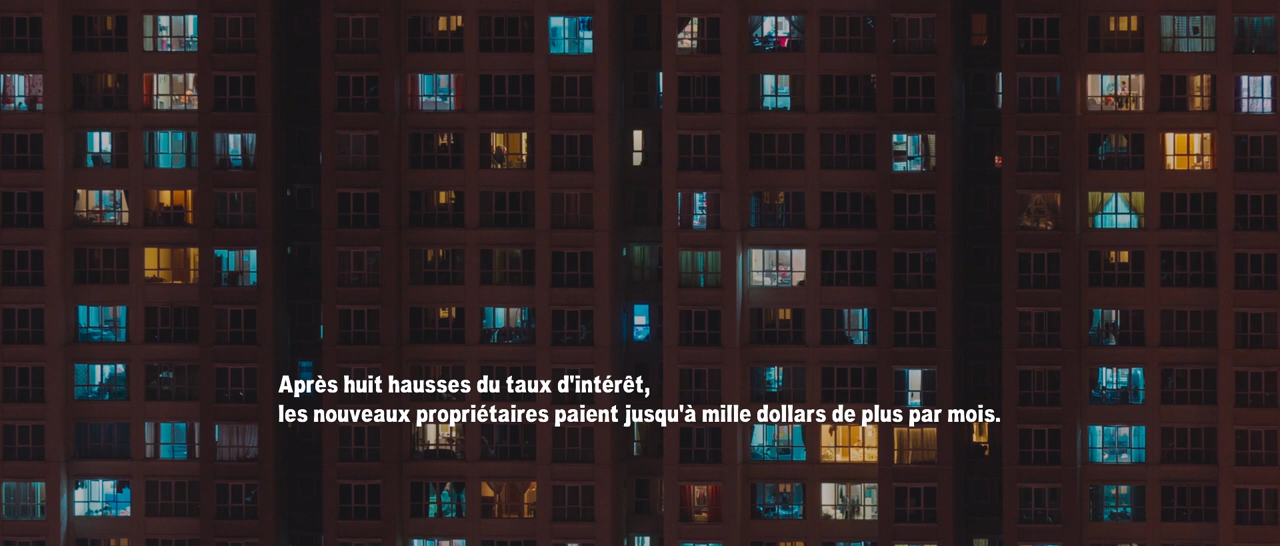 Après huit hausses du taux d'intérêt,
les nouveaux propriétaires paient jusqu'à mille dollars de plus par mois.